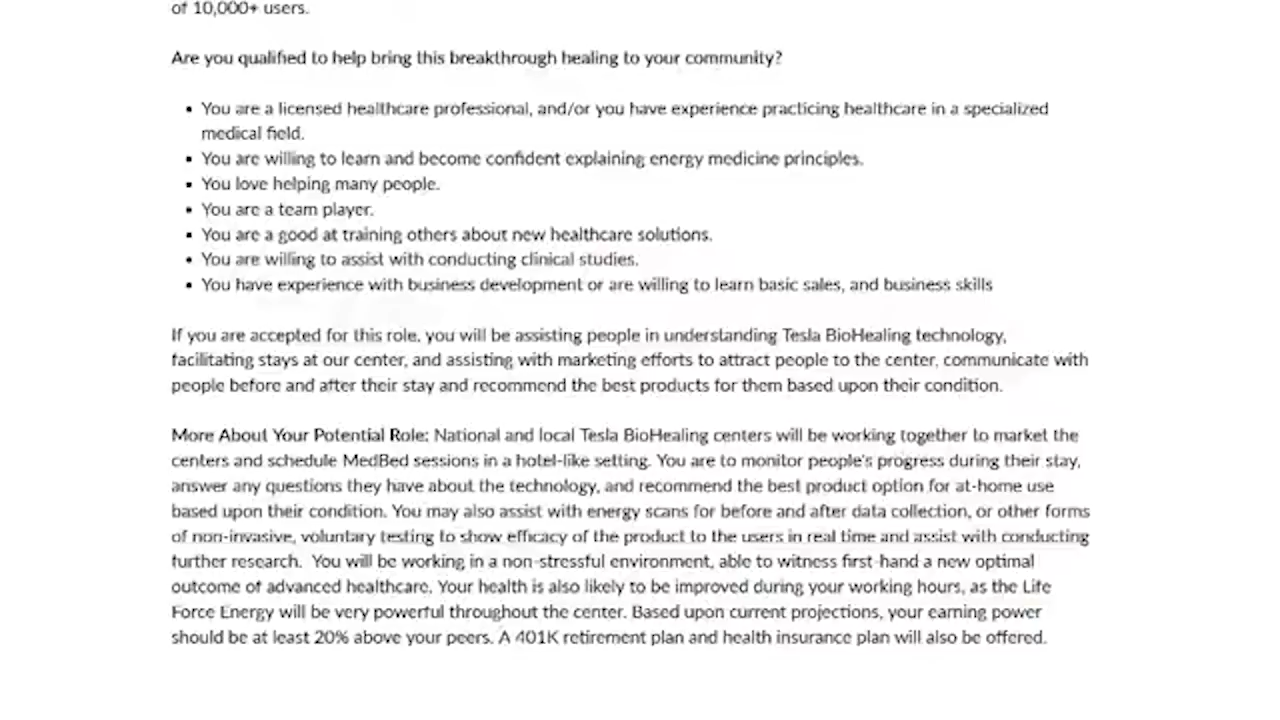 of 10,000+ users.
Are you qualified to help bring this breakthrough healing to your community?
• You are a licensed healthcare professional, and/or you have experience practicing healthcare in a specialized
medical field.
• You are willing to learn and become confident explaining energy medicine principles.
• You love helping many people.
• You are a team player.
• You are a good at training others about new healthcare solutions.
• You are willing to assist with conducting clinical studies.
• You have experience with business development or are willing to learn basic sales, and business skills
If you are accepted for this role, you will be assisting people in understanding Tesla BioHealing technology,
facilitating stays at our center, and assisting with marketing efforts to attract people to the center, communicate with
people before and after their stay and recommend the best products for them based upon their condition.
More About Your Potential Role: National and local Tesla BioHealing centers will be working together to market the
centers and schedule MedBed sessions in a hotel-like setting. You are to monitor people's progress during their stay,
answer any questions they have about the technology, and recommend the best product option for at-home use
based upon their condition. You may also assist with energy scans for before and after data collection, or other forms
of non-invasive, voluntary testing to show efficacy of the product to the users in real time and assist with conducting
further research. You will be working in a non-stressful environment, able to witness first-hand a new optimal
outcome of advanced healthcare. Your health is also likely to be improved during your working hours, as the Life
Force Energy will be very powerful throughout the center. Based upon current projections, your earning power
should be at least 20% above your peers. A 401K retirement plan and health insurance plan will also be offered.